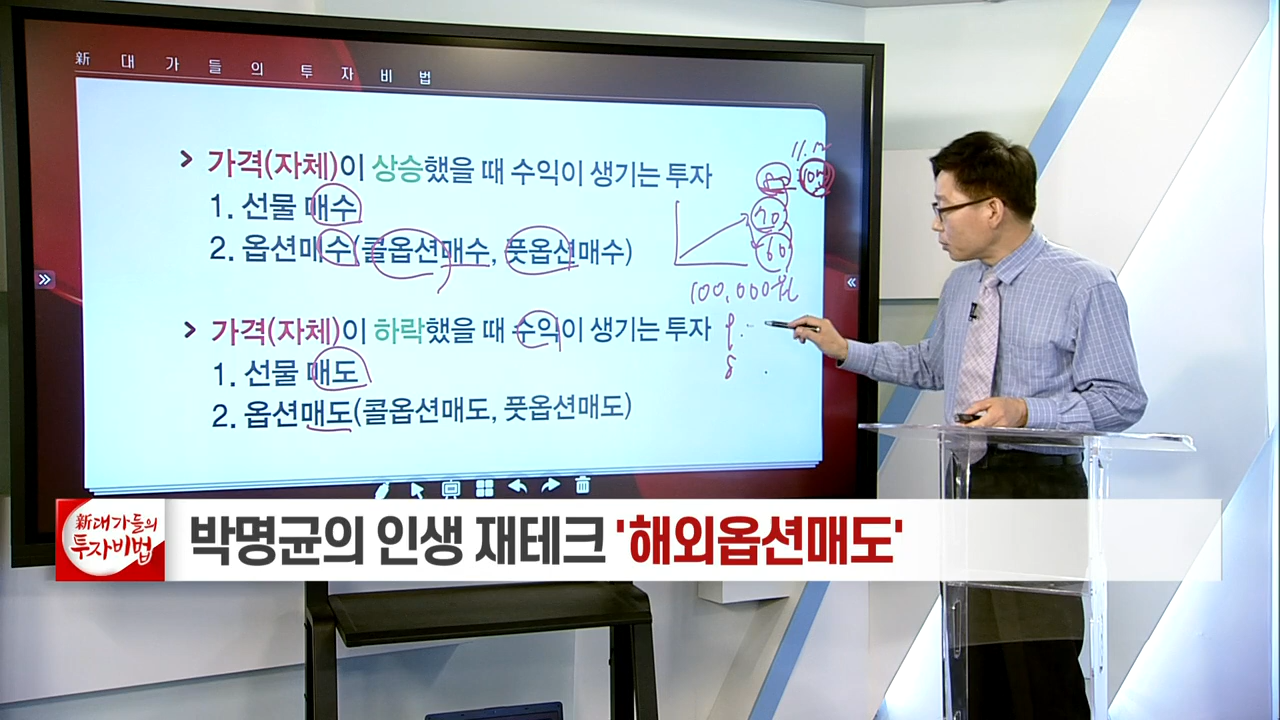 新 대 가 들 의 투 자 비 법
가격(자체)이 상승했을 때 수익이 생기는 투자
1. 선물 매수
2. 옵션매수(콜옵션매수, 풋옵션매수)
70
60
100,000원
가격(자체)이 하락했을 때 수익이 생기는 투자
1. 선물 매도
2. 옵션매도(콜옵션매도, 풋옵션매도)
新대가들의
투자비법
박명균의 인생 재테크 '해외옵션매도'